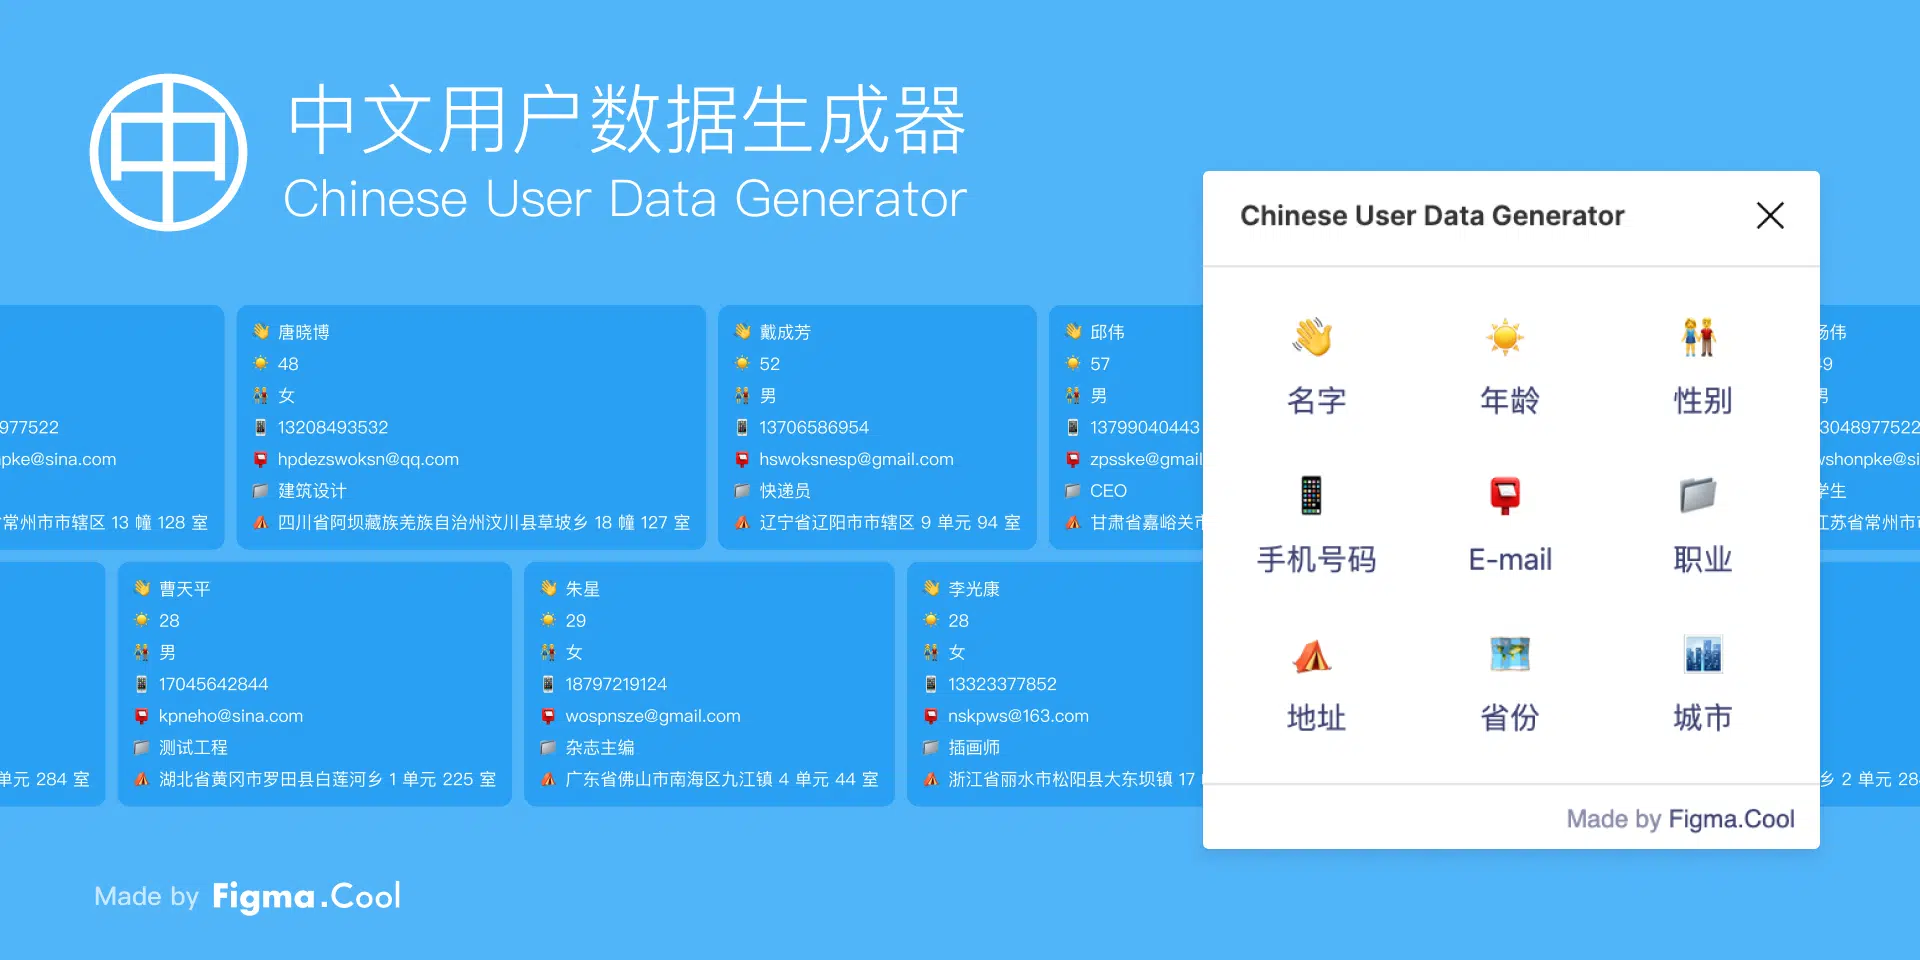 中
中文用户数据生成器
Chinese User Data Generator
977522
pke@sina.com
常州市市辖区 13 幢 128 室
唐晓博
48
女
13208493532
hpdezswoksn@qq.com
建筑设计
四川省阿坝藏族羌族自治州汶川县草坡乡 18 幢 127 室
戴成芳
52
男
13706586954
hswoksnesp@gmail.com
快递员
辽宁省辽阳市市辖区 9 单元 94 室
邱伟
57
男
13799040443
zpsske@gmail
CEO
甘肃省嘉峪关市
杨伟
49
男
3048977522
wshonpke@si
学生
江苏省常州市市
单元 284 室
曹天平
28
男
17045642844
kpneho@sina.com
测试工程
湖北省黄冈市罗田县白莲河乡 1 单元 225 室
朱星
29
女
18797219124
wospnsze@gmail.com
杂志主编
广东省佛山市南海区九江镇 4 单元 44 室
李光康
28
女
13323377852
nskpws@163.com
插画师
浙江省丽水市松阳县大东坝镇 17
乡 2 单元 28
Chinese User Data Generator
名字
年龄
性别
手机号码
E-mail
职业
地址
省份
城市
Made by Figma.Cool
Made by Figma.Cool